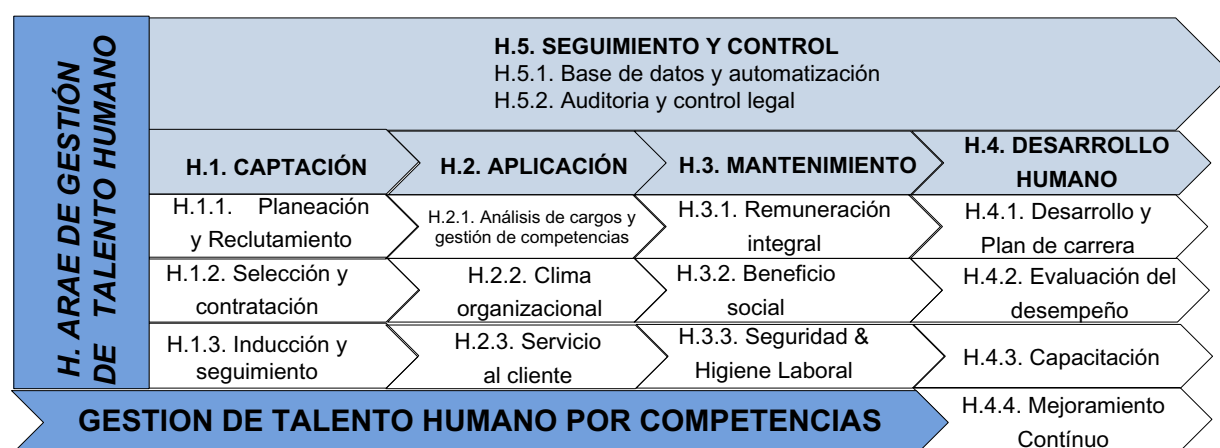 H. ARAE DE GESTIÓN
DE TALENTO HUMANO
H.5. SEGUIMIENTO Y CONTROL
H.5.1. Base de datos y automatización
H.5.2. Auditoria y control legal
H.1. CAPTACIÓN
H.2. APLICACIÓN
H.3. MANTENIMIENTO
H.4. DESARROLLO
HUMANO
H.1.1. Planeación
y Reclutamiento
H.2.1. Análisis de cargos y
gestión de competencias
H.3.1. Remuneración
integral
H.4.1. Desarrollo y
Plan de carrera
H.1.2. Selección y
contratación
H.2.2. Clima
organizacional
H.3.2. Beneficio
social
H.4.2. Evaluación del
desempeño
H.1.3. Inducción y
seguimiento
H.2.3. Servicio
al cliente
H.3.3. Seguridad &
Higiene Laboral
H.4.3. Capacitación
GESTION DE TALENTO HUMANO POR COMPETENCIAS
H.4.4. Mejoramiento
Contínuo